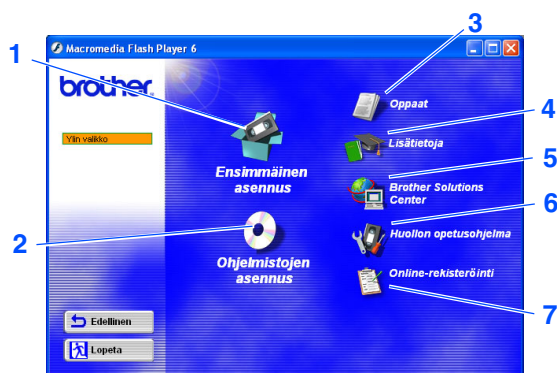 Macromedia Flash Player 6
brother
Ylin valikko
1
Ensimmäinen
asennus
2
Ohjelmistojen
asennus
3
Oppaat
4
Lisätietoja
5
Brother Solutions
Center
6
Huollon opetusohjelma
Online-rekisteröinti
7
Edellinen
Lopeta